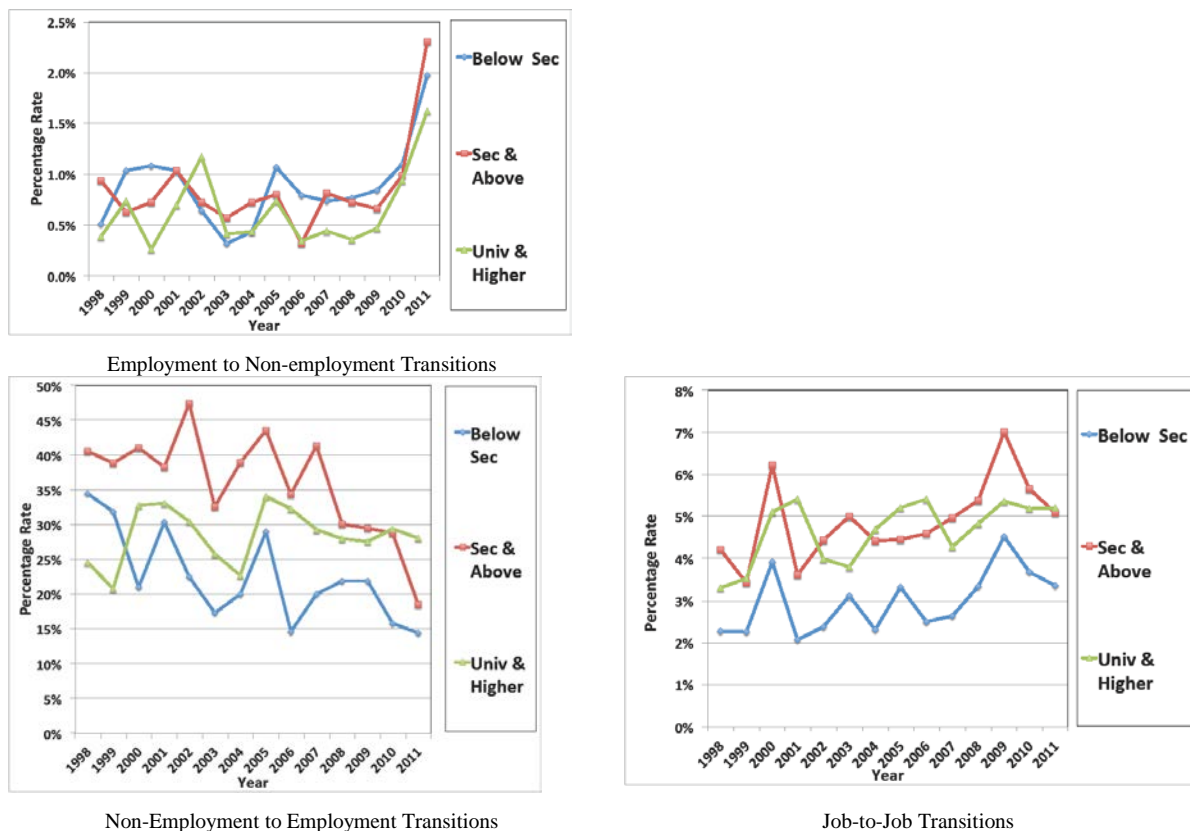 2.5%
2.0%
1.5%
1.0%
0.5%
0.0%
Percentage Rate
1998 1999 2000 2001 2002 2003 2004 2005 2006 2007 2008 2009 2010 2011
Year
Below Sec
Sec &
Above
Univ &
Higher
Employment to Non-employment Transitions
50%
45%
40%
35%
30%
25%
20%
15%
10%
5%
0%
Percentage Rate
1998 1999 2000 2001 2002 2003 2004 2005 2006 2007 2008 2009 2010 2011
Year
Below
Sec
Sec &
Above
Univ &
Higher
Non-Employment to Employment Transitions
8%
7%
6%
5%
4%
3%
2%
1%
0%
Percentage Rate
1998 1999 2000 2001 2002 2003 2004 2005 2006 2007 2008 2009 2010 2011
Year
Below Sec
Sec &
Above
Univ &
Higher
Job-to-Job Transitions